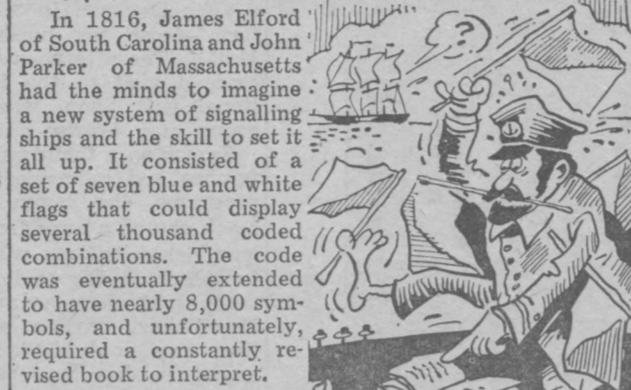 In 1816, James Elford
of South Carolina and John
Parker of Massachusetts
had the minds to imagine
a new system of signalling
ships and the skill to set it
all up. It consisted of a
set of seven blue and white
flags that could display
several thousand coded
combinations. The code
was eventually extended
to have nearly 8,000 sym-
bols, and unfortunately,
required a constantly re-
vised book to interpret.